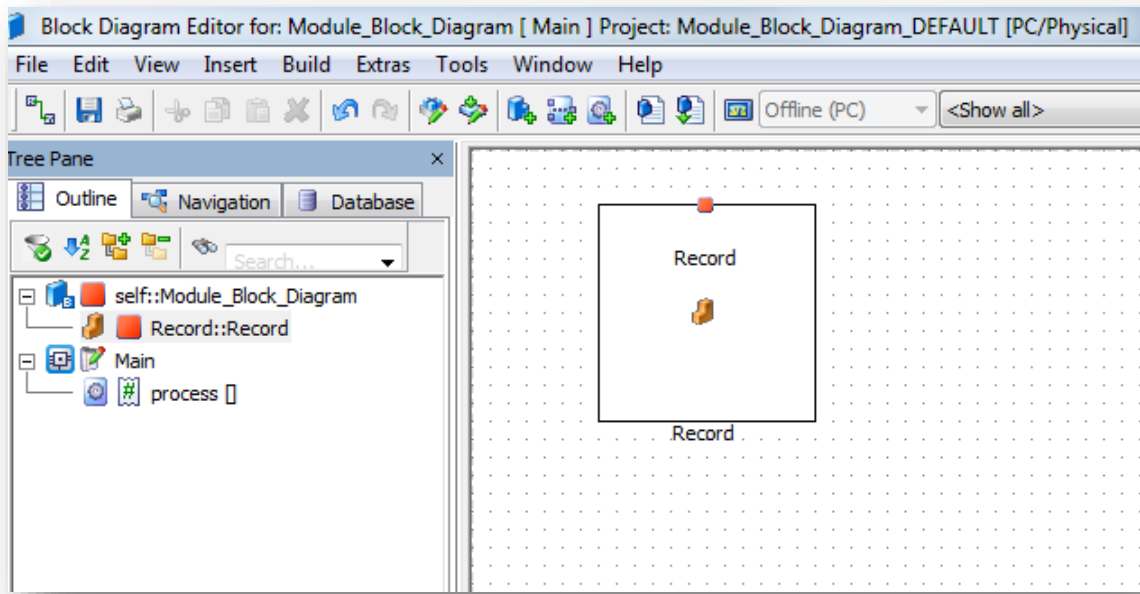 Block Diagram Editor for: Module_Block_Diagram [ Main ] Project: Module_Block_Diagram_DEFAULT [PC/Physical]
File Edit View Insert Build Extras Tools Window Help
Offline (PC) <Show all>
Tree Pane
Outline Navigation Database
Search...
self::Module_Block_Diagram
Record::Record
Main
process []
Record
Record